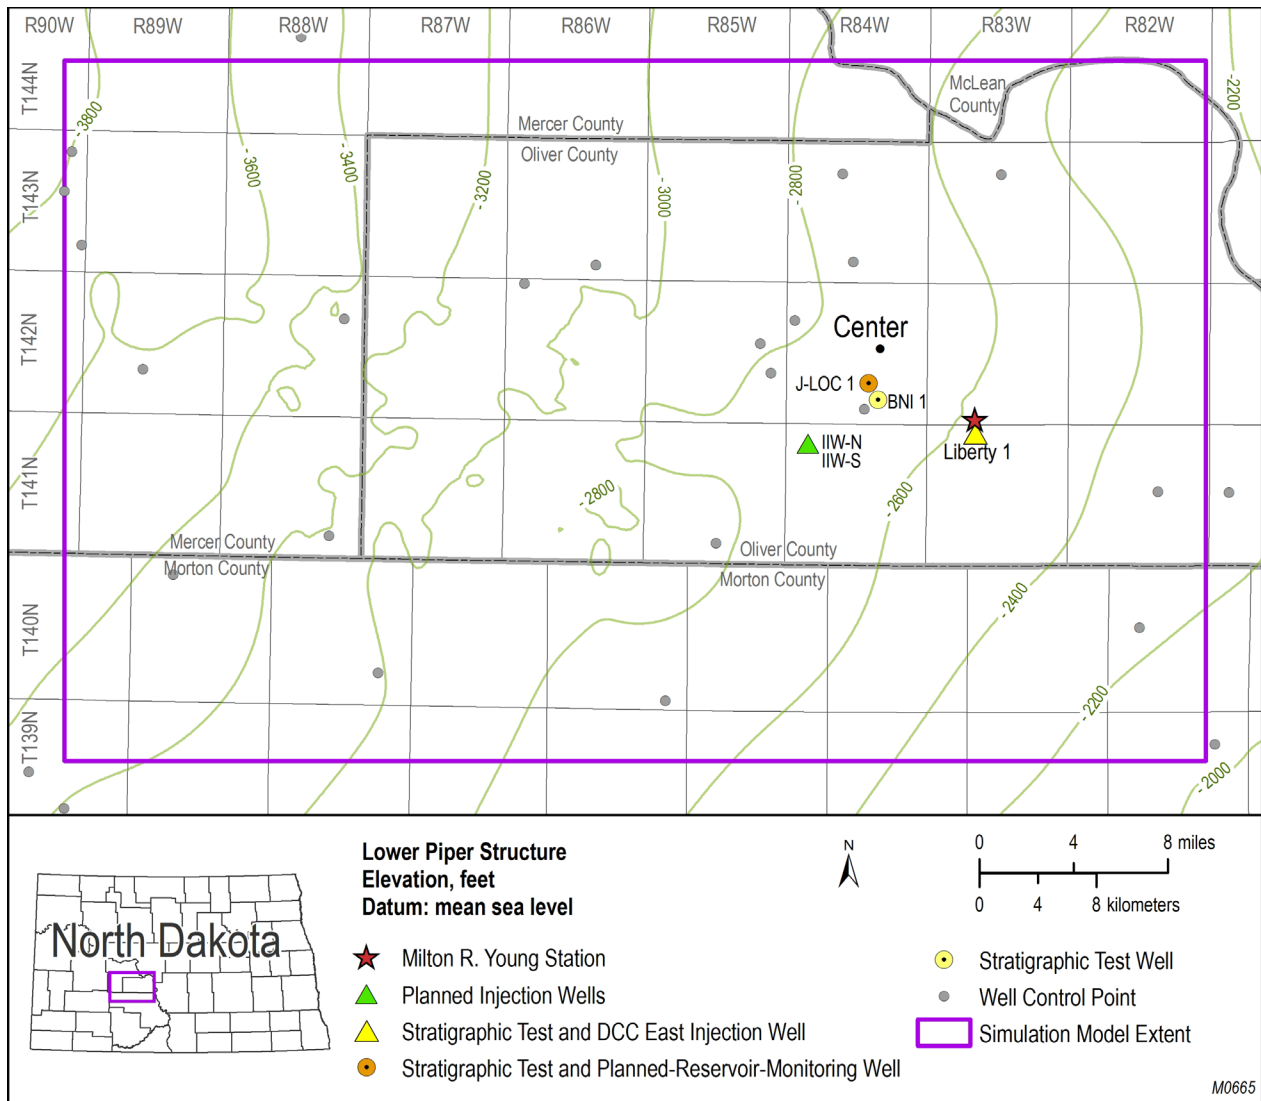 R90W R89W R88W R87W R86W R85W R84W R83W R82W
T144N
T143N
T142N
T141N
T140N
T139N
McLean
County
Mercer County
Oliver County
- 3800
- 3600
- 3400
- 3200
- 3000
- 2800
- 2200
Center
J-LOC 1
BNI 1
IIW-N
IIW-S
Liberty 1
- 2800
- 2600
Mercer County
Morton County
Oliver County
Morton County
- 2400
- 2200
- 2000
Lower Piper Structure
Elevation, feet
Datum: mean sea level
N
0 4 8 miles
0 4 8 kilometers
North Dakota
Milton R. Young Station
Planned Injection Wells
Stratigraphic Test and DCC East Injection Well
Stratigraphic Test and Planned-Reservoir-Monitoring Well
Stratigraphic Test Well
Well Control Point
Simulation Model Extent
M0665